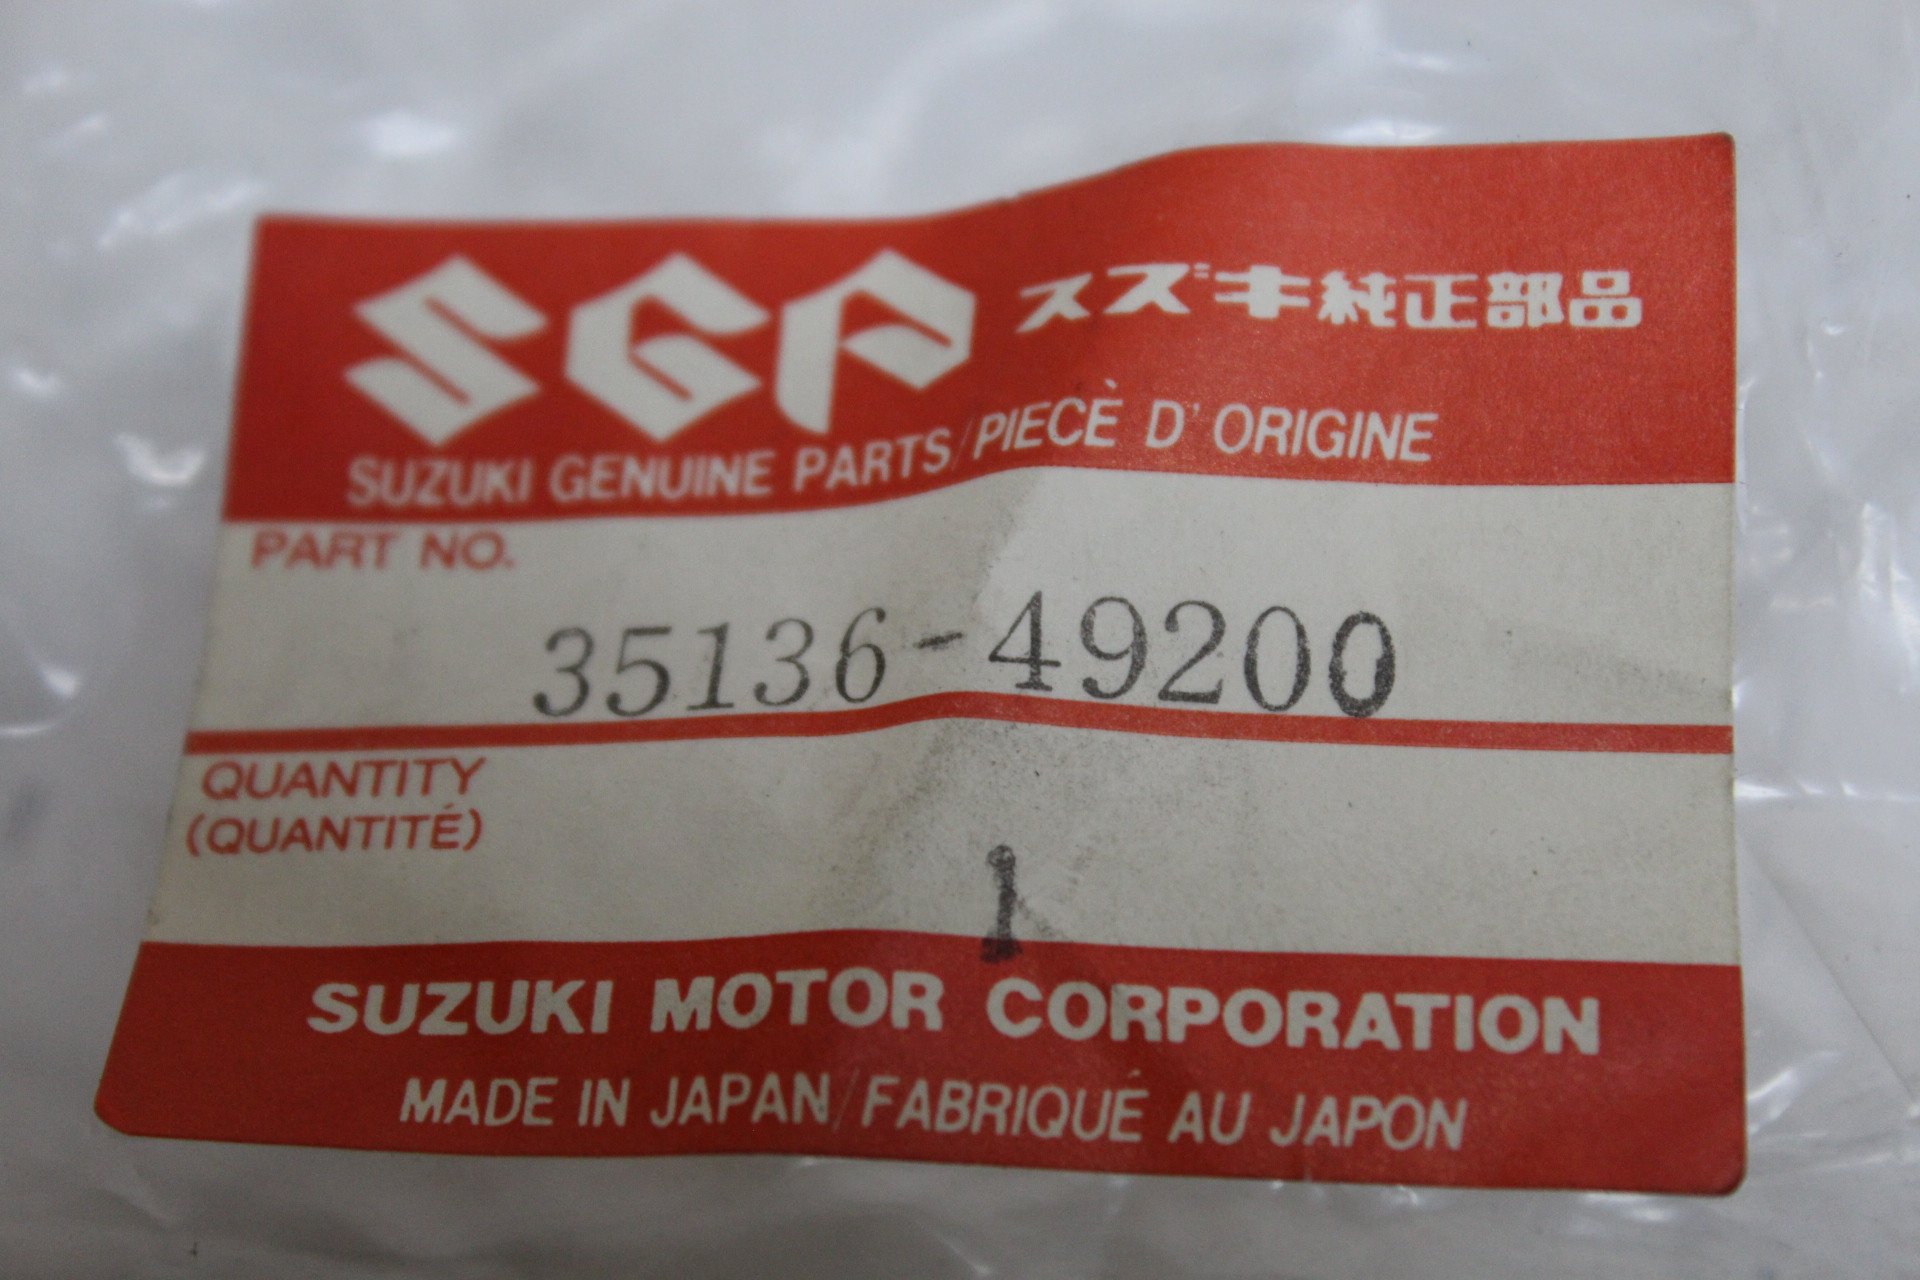 SGP スズキ純正部品
SUZUKI GENUINE PARTS/PIECÈ D'ORIGINE
PART NO.
35136-49200
QUANTITY
(QUANTITÉ)
1
SUZUKI MOTOR CORPORATION
MADE IN JAPAN/FABRIQUÉ AU JAPON